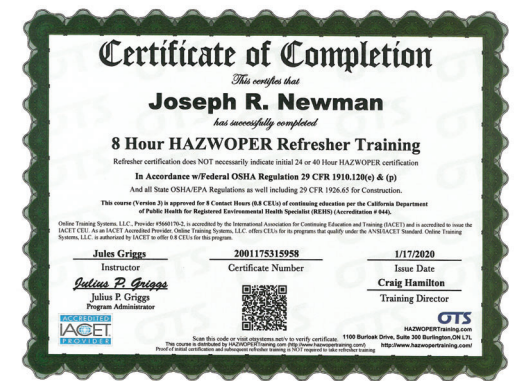 Certificate of Completion
This certifies that
Joseph R. Newman
has successfully completed
8 Hour HAZWOPER Refresher Training
Refresher certification does NOT necessarily indicate initial 24 or 40 Hour HAZWOPER certification
In Accordance w/Federal OSHA Regulation 29 CFR 1910.120(e) & (p)
And all State OSHA/EPA Regulations as well including 29 CFR 1926.65 for Construction.
This course (Version 3) is approved for 8 Contact Hours (0.8 CEUs) of continuing education per the California Department
of Public Health for Registered Environmental Health Specialist (REHS) (Accreditation # 044).
Online Training Systems, LLC., Provider #5660170-2, is accredited by the International Association for Continuing Education and Training (IACET) and is accredited to issue the
IACET CEU. As an IACET Accredited Provider, Online Training Systems, LLC. offers CEUs for its programs that qualify under the ANSI/IACET Standard. Online Training
Systems, LLC. is authorized by IACET to offer 0.8 CEUs for this program.
Jules Griggs
Instructor
2001175315958
Certificate Number
1/17/2020
Issue Date
Julius P. Griggs
Julius P. Griggs
Program Administrator
Craig Hamilton
Training Director
ACCREDITED
IACET
PROVIDER
OTS
HAZWOPERTraining.com
Scan this code or visit otsystems.net/v to verify certificate.
1100 Burloak Drive, Suite 300 Burlington, ON L7L
This course is distributed by HAZWOPERTraining.com (http://www.hazwopertraining.com/)
http://www.hazwopertraining.com/
Proof of initial certification and subsequent refresher training is NOT required to take refresher training